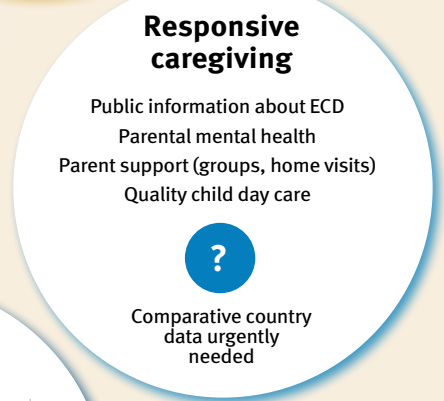 Responsive
caregiving
Public information about ECD
Parental mental health
Parent support (groups, home visits)
Quality child day care
?
Comparative country
data urgently
needed